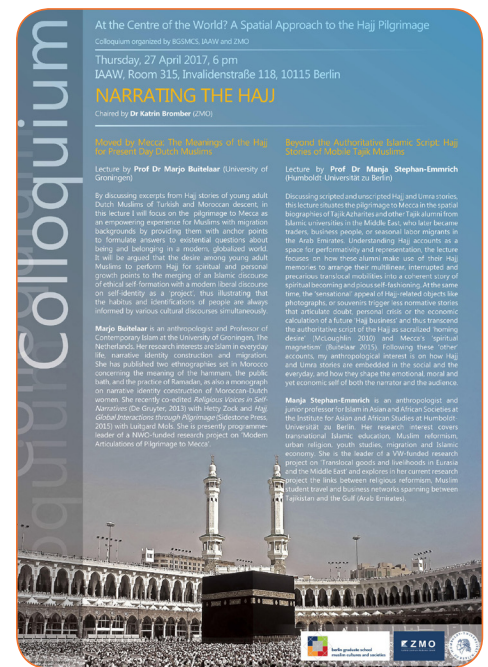 Colloquium
At the Centre of the World? A Spatial Approach to the Hajj Pilgrimage
Colloquium organized by BGSMCS, IAAW and ZMO
Thursday, 27 April 2017, 6 pm
IAAW, Room 315, Invalidenstraße 118, 10115 Berlin
NARRATING THE HAJJ
Chaired by Dr Katrin Bromber (ZMO)
Moved by Mecca: The Meanings of the Hajj
for Present Day Dutch Muslims
Lecture by Prof Dr Marjo Buitelaar (University of
Groningen)
By discussing excerpts from Hajj stories of young adult
Dutch Muslims of Turkish and Moroccan descent, in
this lecture I will focus on the pilgrimage to Mecca as
an empowering experience for Muslims with migration
backgrounds by providing them with anchor points
to formulate answers to existential questions about
being and belonging in a modern, globalized world.
It will be argued that the desire among young adult
Muslims to perform Hajj for spiritual and personal
growth points to the merging of an Islamic discourse
of ethical self-formation with a modern liberal discourse
on self-identity as a 'project', thus illustrating that
the habitus and identifications of people are always
informed by various cultural discourses simultaneously.
Marjo Buitelaar is an anthropologist and Professor of
Contemporary Islam at the University of Groningen, The
Netherlands. Her research interests are Islam in everyday
life, narrative identity construction and migration.
She has published two ethnographies set in Morocco
concerning the meaning of the hammam, the public
bath, and the practice of Ramadan, as also a monograph
on narrative identity construction of Moroccan-Dutch
women. She recently co-edited Religious Voices in Self-
Narratives (De Gruyter, 2013) with Hetty Zock and Hajj
Global Interactions through Pilgrimage (Sidestone Press,
2015) with Luitgard Mols. She is presently programme-
leader of a NWO-funded research project on 'Modern
Articulations of Pilgrimage to Mecca'.
Beyond the Authoritative Islamic Script: Hajj
Stories of Mobile Tajik Muslims
Lecture by Prof Dr Manja Stephan-Emmrich
(Humboldt Universität zu Berlin)
Discussing scripted and unscripted Hajj and Umra stories,
this lecture situates the pilgrimage to Mecca in the spatial
biographies of Tajik Azharites and other Tajik alumni from
Islamic universities in the Middle East, who later became
traders, business people, or seasonal labor migrants in
the Arab Emirates. Understanding Hajj accounts as a
space for performativity and representation, the lecture
focuses on how these alumni make use of their Hajj
memories to arrange their multilinear, interrupted and
precarious translocal mobilities into a coherent story of
spiritual becoming and pious self-fashioning. At the same
time, the 'sensational' appeal of Hajj-related objects like
photographs, or souvenirs trigger less normative stories
that articulate doubt, personal crisis or the economic
calculation of a future 'Hajj business' and thus transcend
the authoritative script of the Hajj as sacralized 'homing
desire' (McLoughlin 2010) and Mecca's 'spiritual
magnetism' (Buitelaar 2015). Following these 'other'
accounts, my anthropological interest is on how Hajj
and Umra stories are embedded in the social and the
everyday, and how they shape the emotional, moral and
yet economic self of both the narrator and the audience.
Manja Stephan-Emmrich is an anthropologist and
junior professor for Islam in Asian and African Societies at
the Institute for Asian and African Studies at Humboldt-
Universität zu Berlin. Her research interest covers
transnational Islamic education, Muslim reformism,
urban religion, youth studies, migration and Islamic
economy. She is the leader of a VW-funded research
project on 'Translocal goods and livelihoods in Eurasia
and the Middle East' and explores in her current research
project the links between religious reformism, Muslim
student travel and business networks spanning between
Tajikistan and the Gulf (Arab Emirates).
berlin graduate school
muslim cultures and societies
ZMO